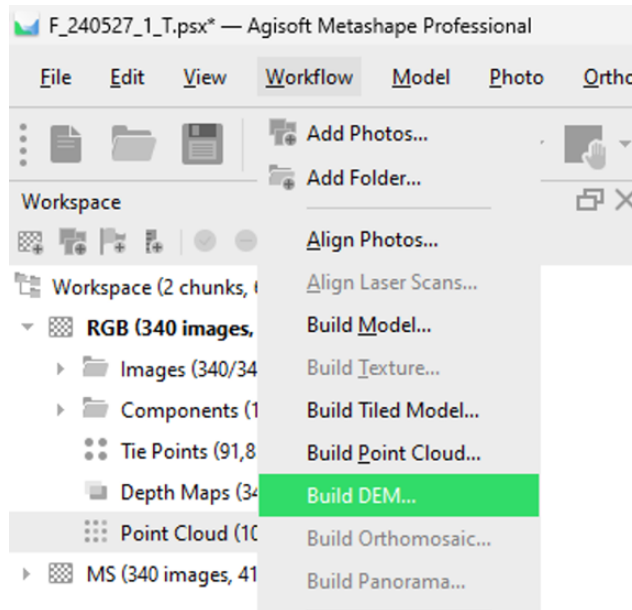 F_240527_1_T.psx* — Agisoft Metashape Professional
File Edit View Workflow Model Photo Ortho
Add Photos...
Add Folder...
Workspace
Align Photos...
Workspace (2 chunks,
Align Laser Scans...
RGB (340 images,
Build Model...
Images (340/34
Build Texture...
Components (1
Build Tiled Model...
Tie Points (91,8
Build Point Cloud...
Depth Maps (34
Build DEM...
Point Cloud (10
Build Orthomosaic...
MS (340 images, 41
Build Panorama...